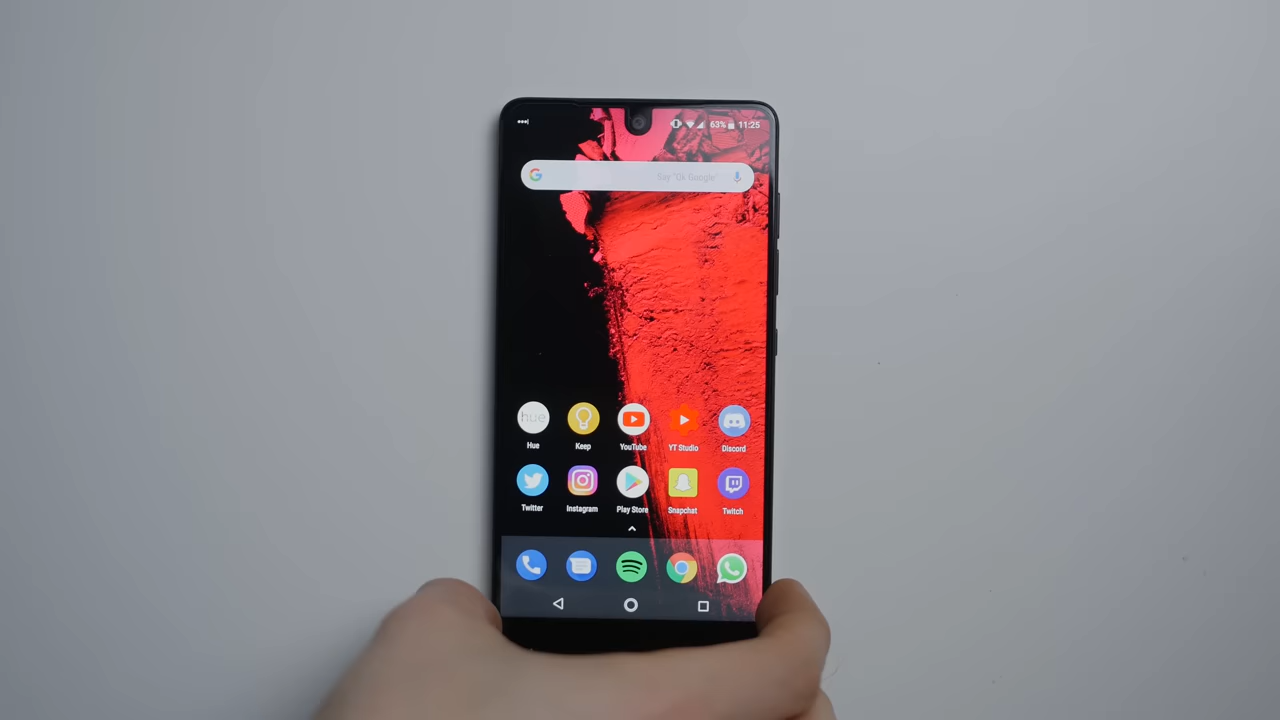 63% 11:25
G Say "Ok Google"
hue
Hue Keep YouTube YT Studio Discord
Twitter Instagram Play Store Snapchat Twitch